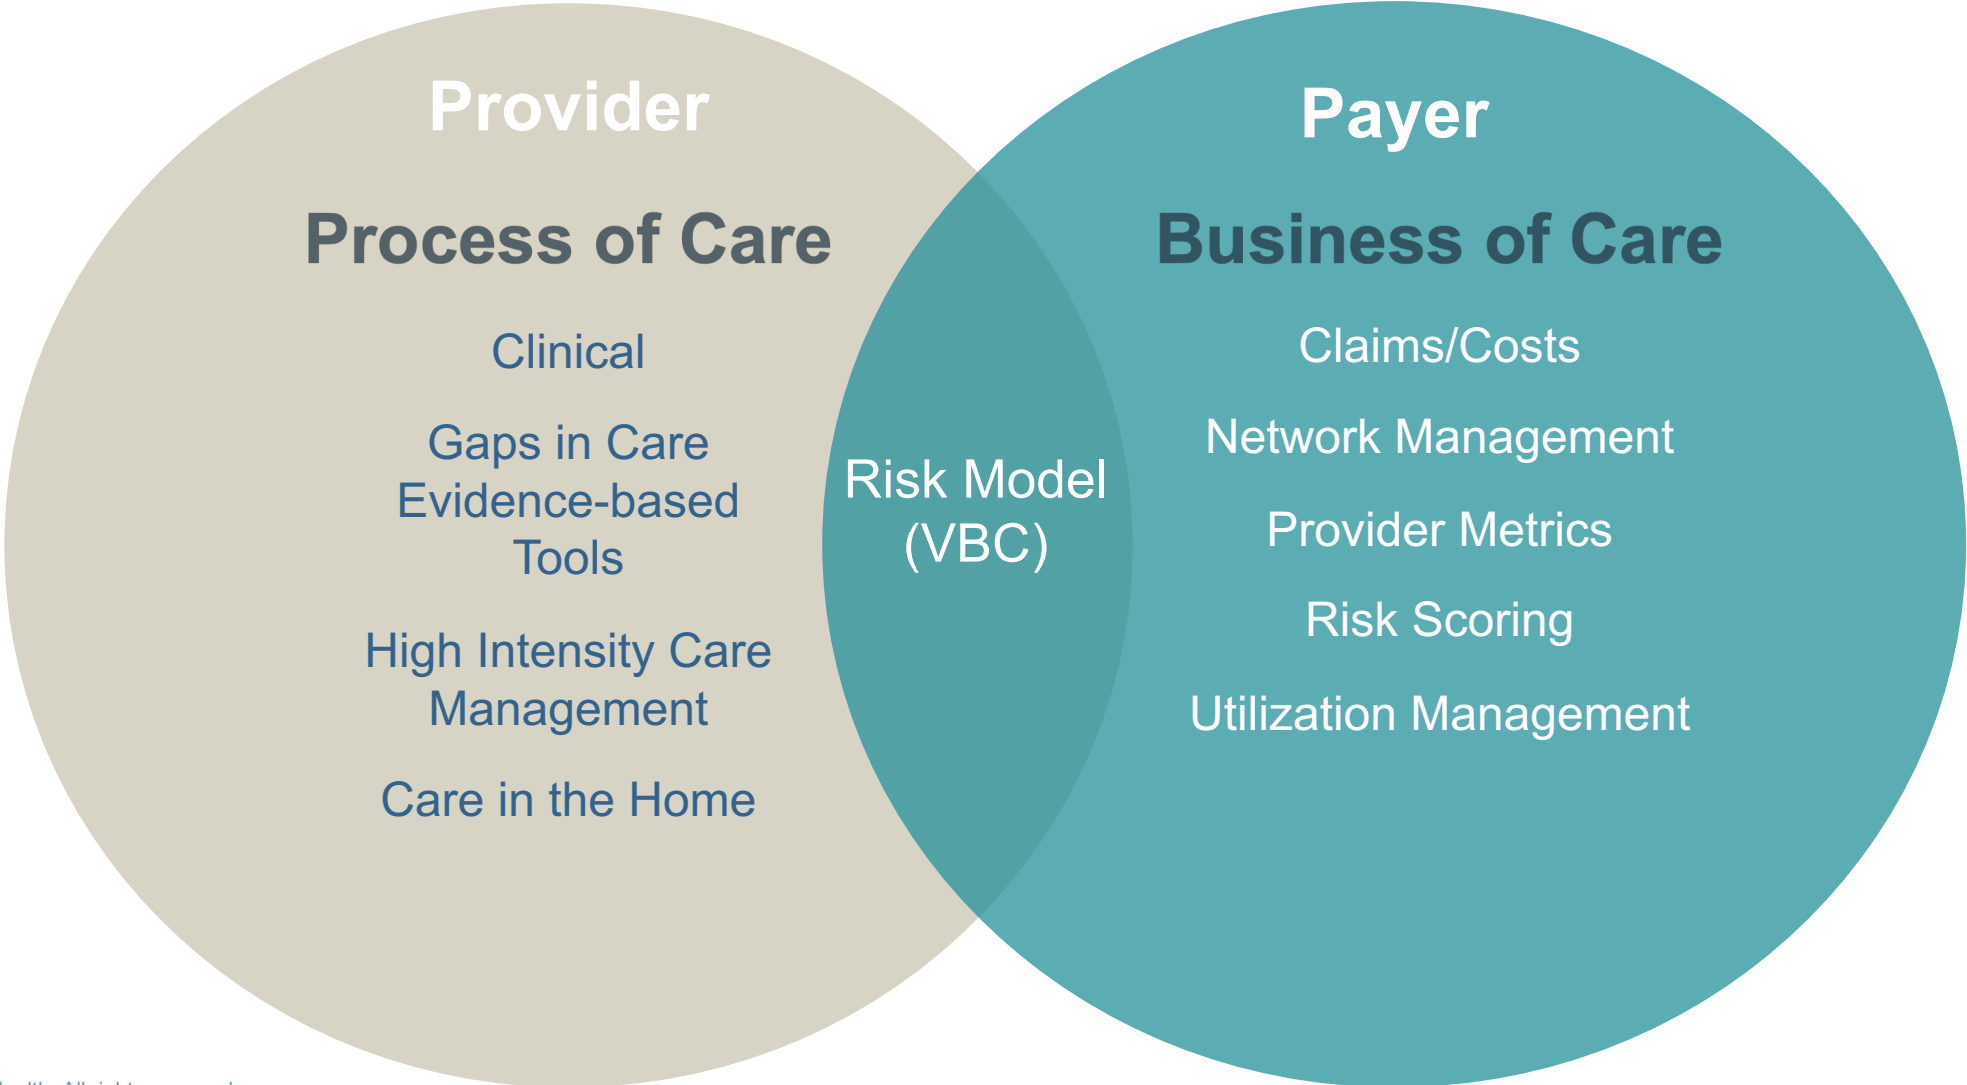 Provider
Process of Care
Clinical
Gaps in Care
Evidence-based
Tools
High Intensity Care
Management
Care in the Home
Risk Model
(VBC)
Payer
Business of Care
Claims/Costs
Network Management
Provider Metrics
Risk Scoring
Utilization Management